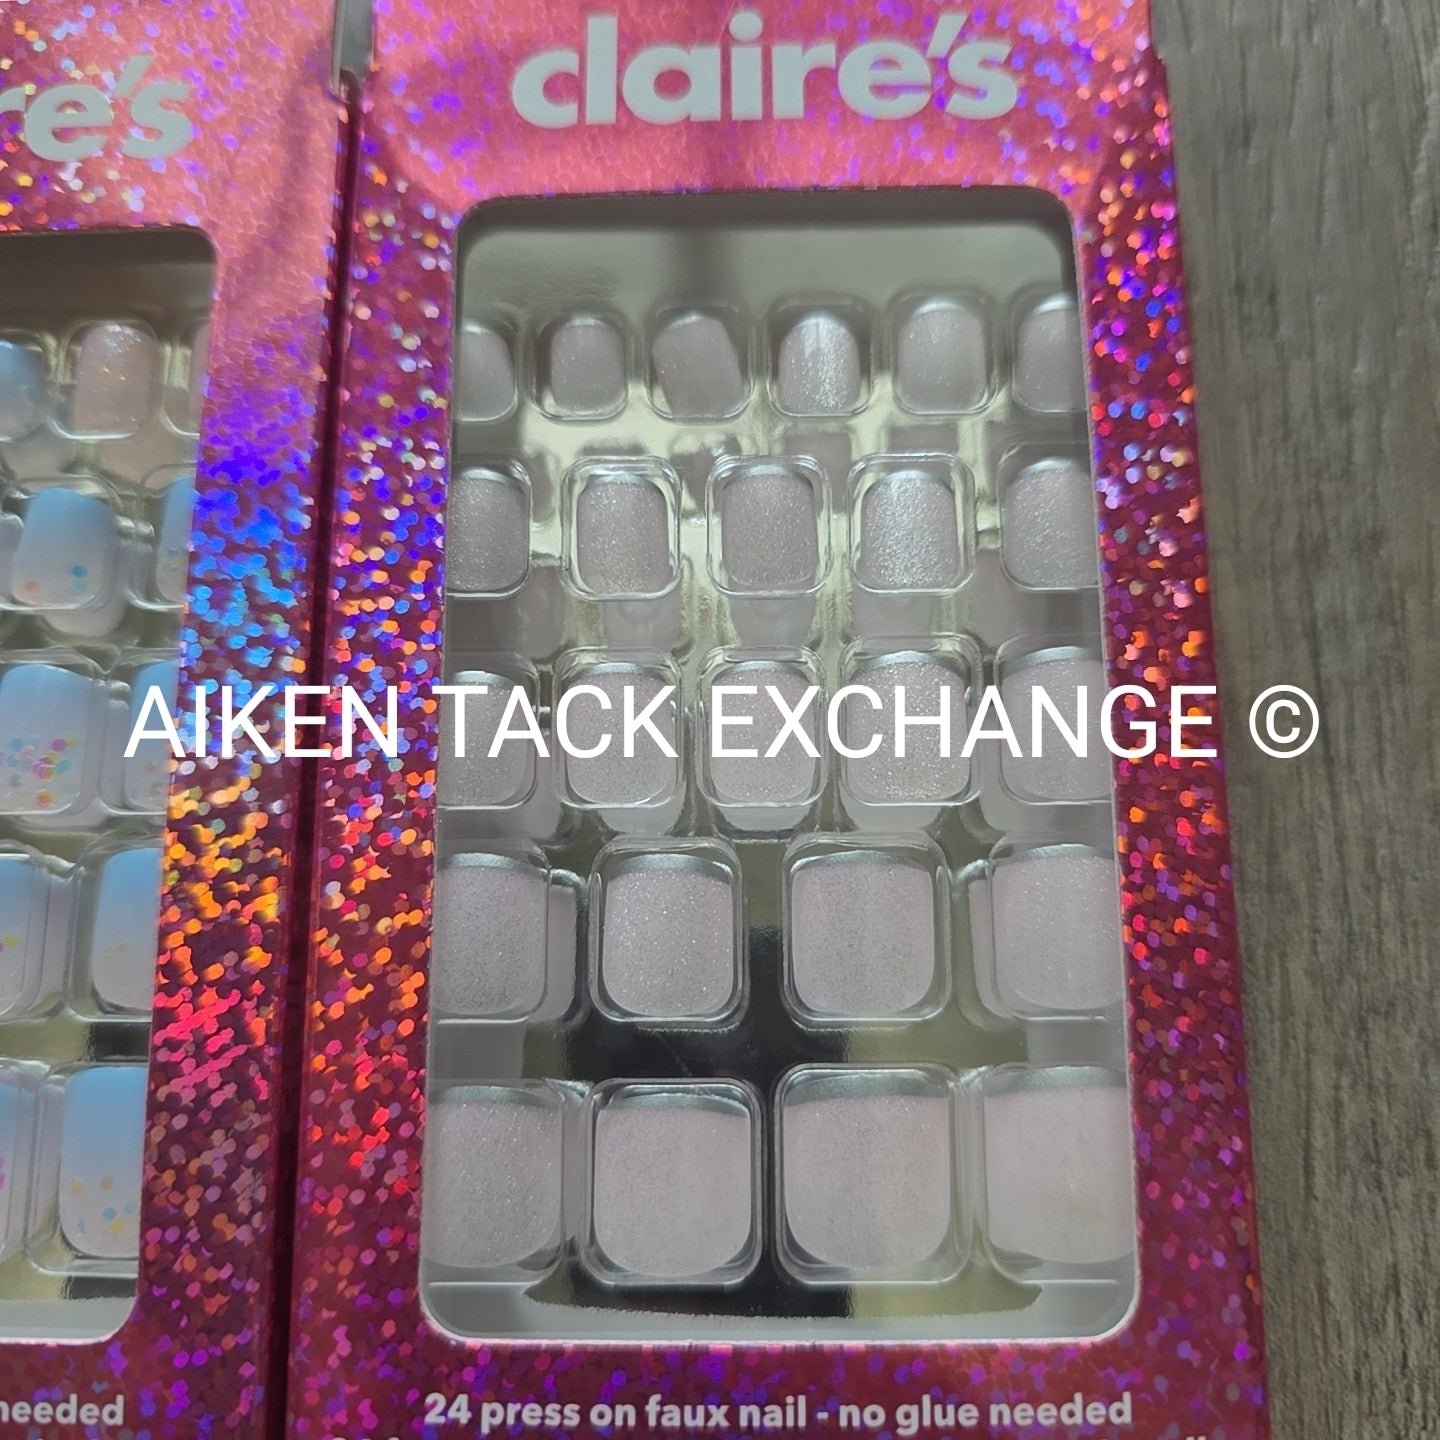 claire's
re's
AIKEN TACK EXCHANGE ©
needed
24 press on faux nail - no glue needed